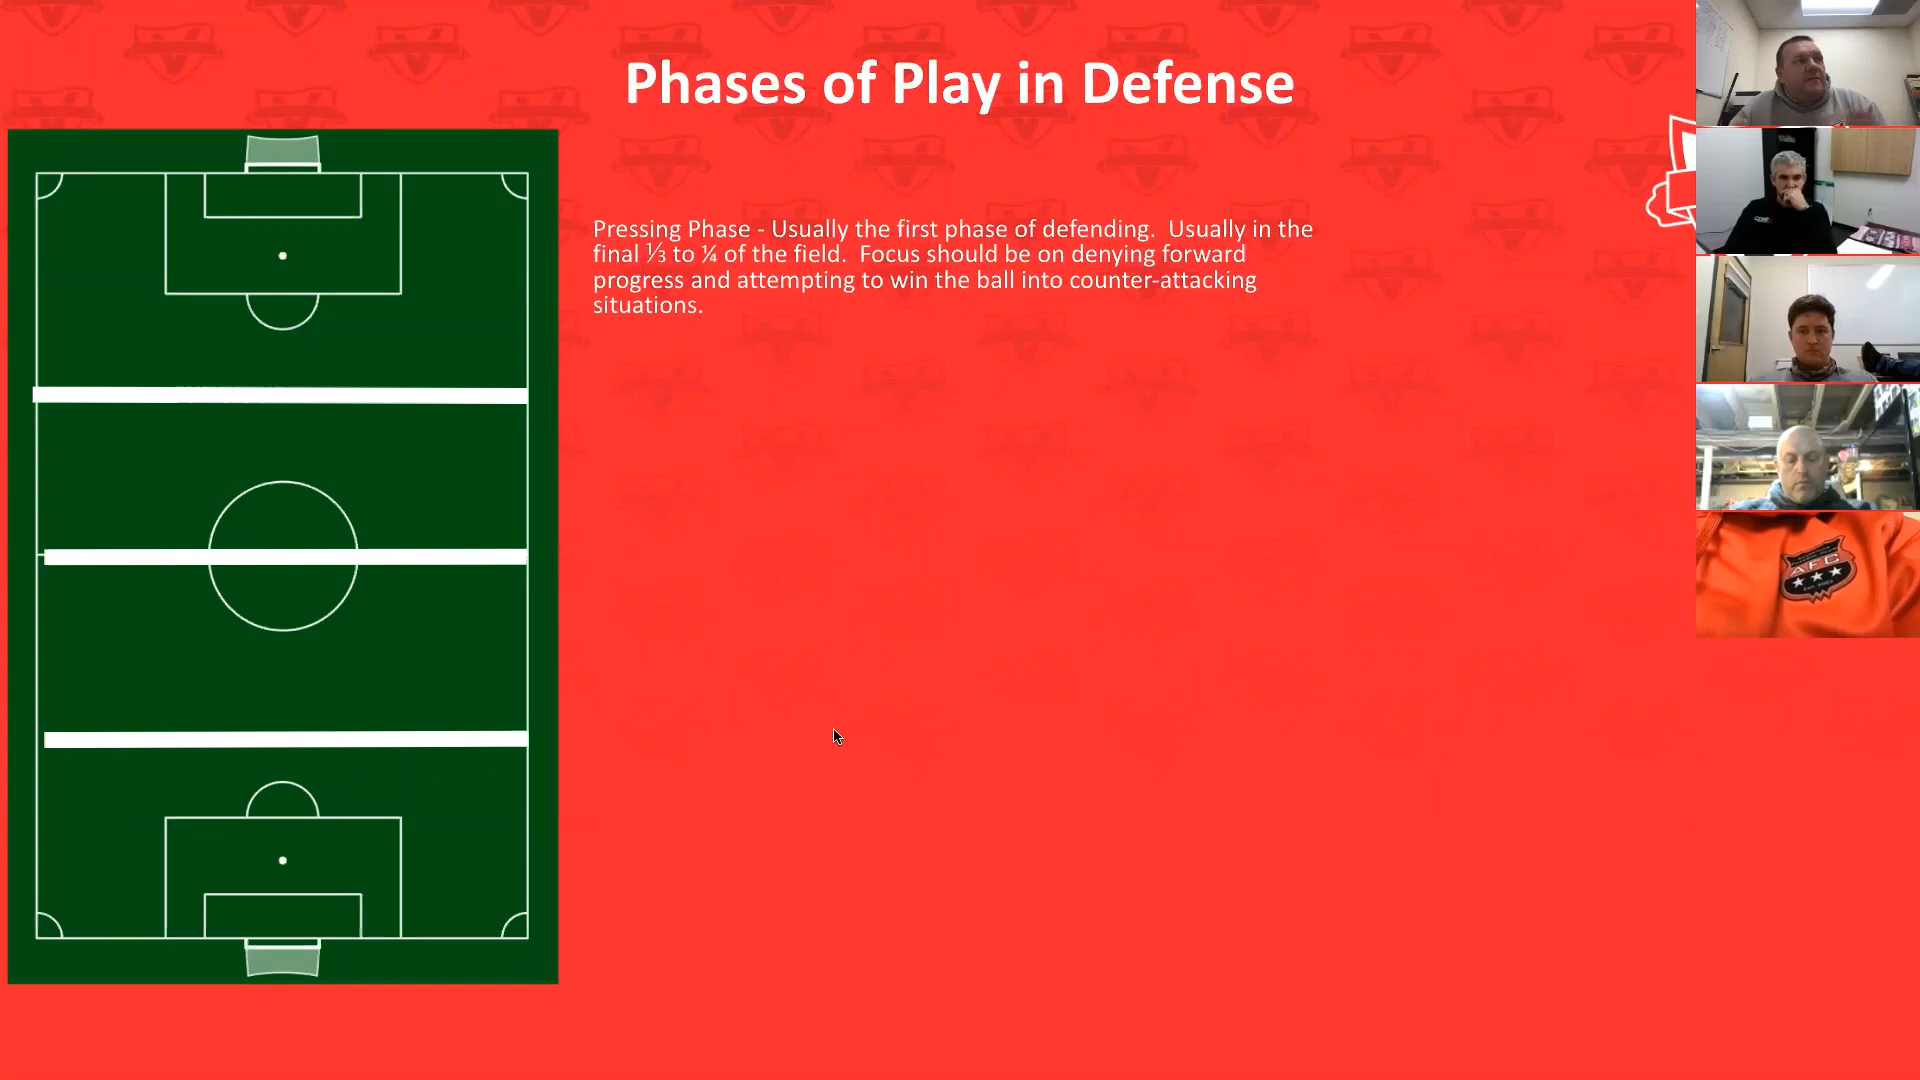 Phases of Play in Defense
Pressing Phase - Usually the first phase of defending.  Usually in the
final ⅓ to ¼ of the field.  Focus should be on denying forward
progress and attempting to win the ball into counter-attacking
situations.
AFC